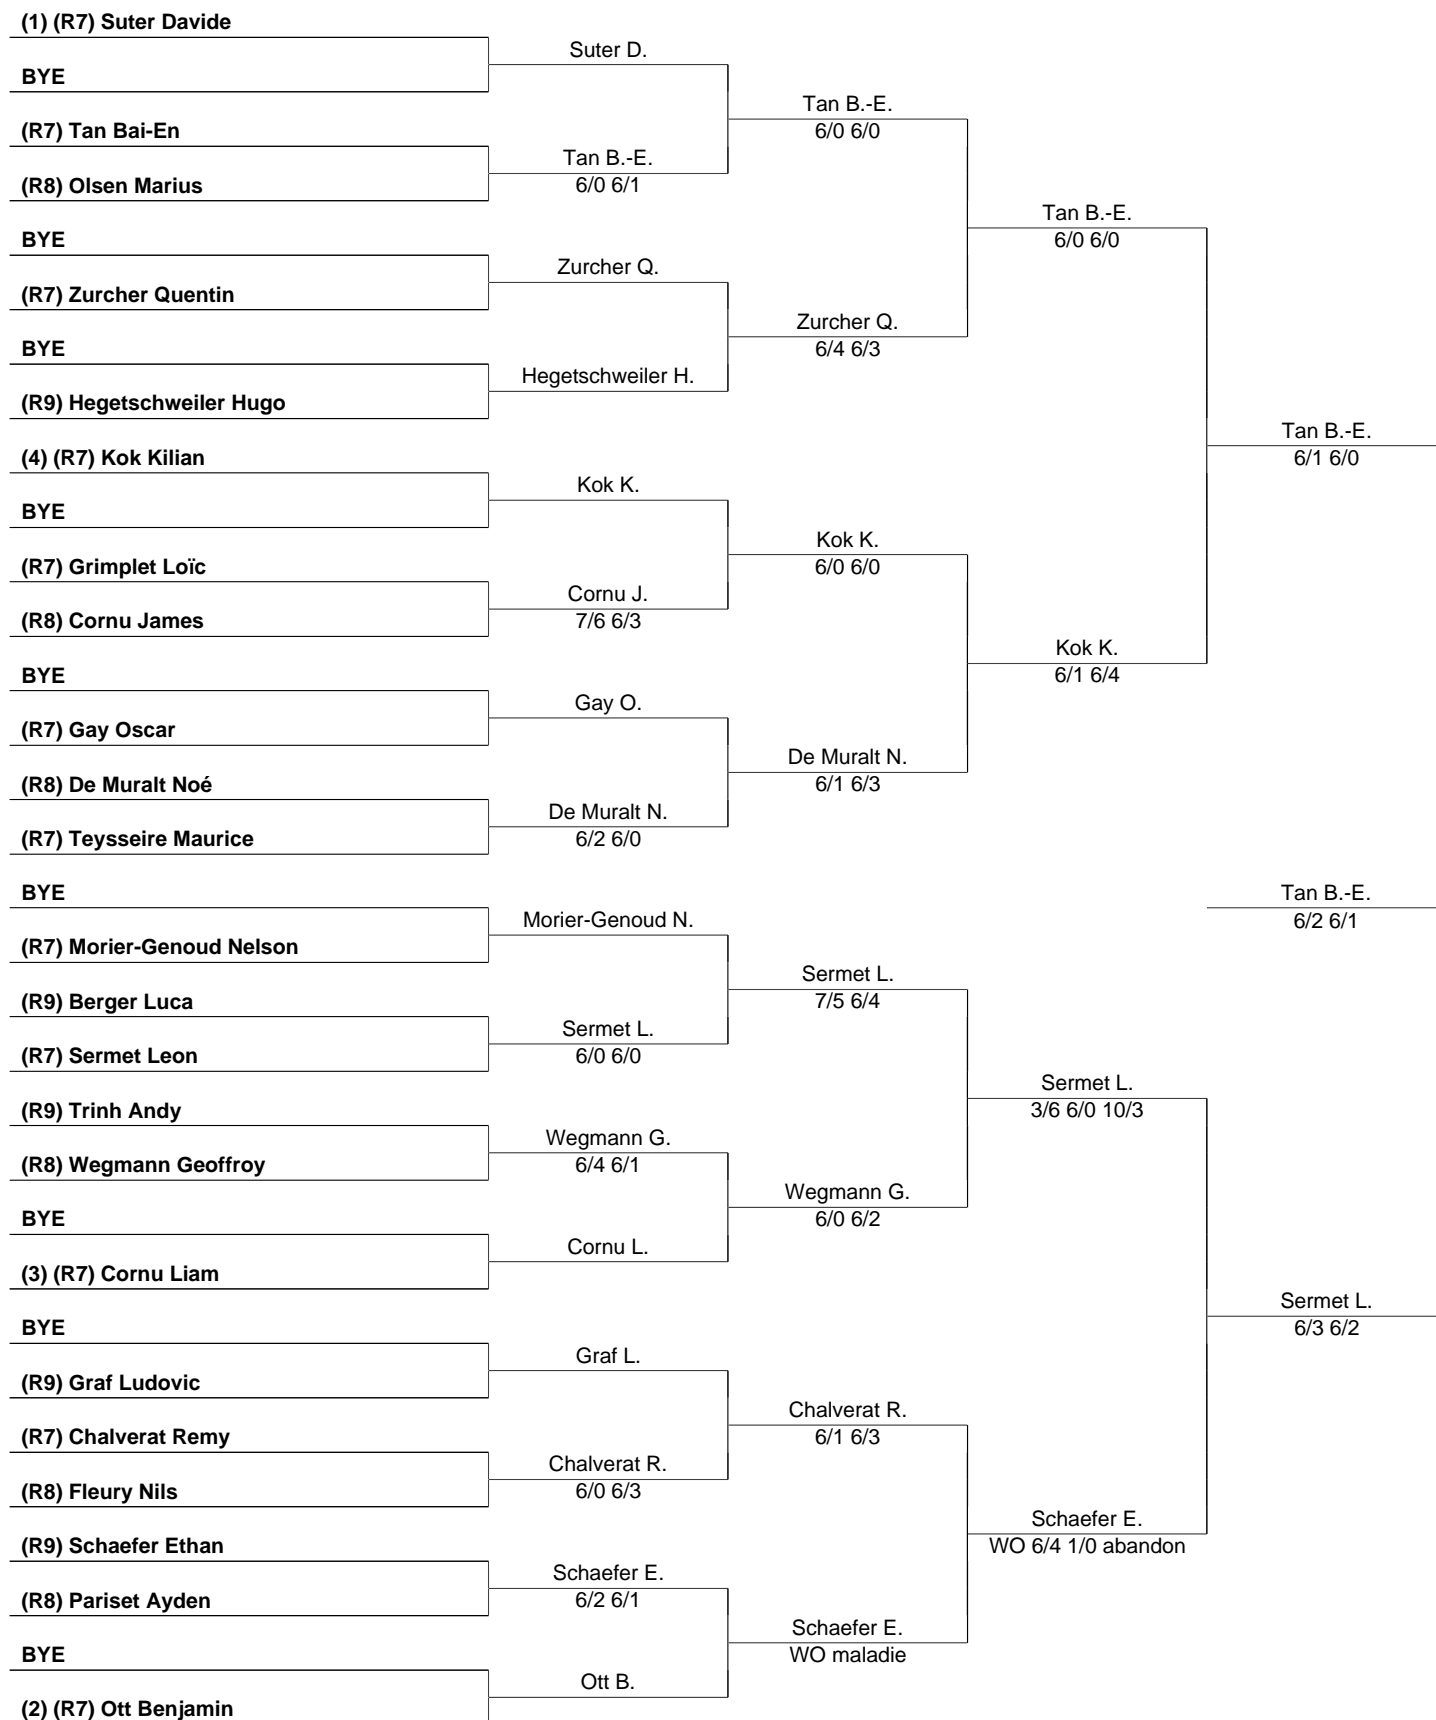 (1) (R7) Suter Davide
BYE
(R7) Tan Bai-En
(R8) Olsen Marius
BYE
(R7) Zurcher Quentin
BYE
(R9) Hegetschweiler Hugo
(4) (R7) Kok Kilian
BYE
(R7) Grimplet Loïc
(R8) Cornu James
BYE
(R7) Gay Oscar
(R8) De Muralt Noé
(R7) Teysseire Maurice
BYE
(R7) Morier-Genoud Nelson
(R9) Berger Luca
(R7) Sermet Leon
(R9) Trinh Andy
(R8) Wegmann Geoffroy
BYE
(3) (R7) Cornu Liam
BYE
(R9) Graf Ludovic
(R7) Chalverat Remy
(R8) Fleury Nils
(R9) Schaefer Ethan
(R8) Pariset Ayden
BYE
(2) (R7) Ott Benjamin
Suter D.
Tan B.-E.
6/0 6/1
Zurcher Q.
Hegetschweiler H.
Kok K.
Cornu J.
7/6 6/3
Gay O.
De Muralt N.
6/2 6/0
Morier-Genoud N.
Sermet L.
6/0 6/0
Wegmann G.
6/4 6/1
Cornu L.
Graf L.
Chalverat R.
6/0 6/3
Schaefer E.
6/2 6/1
Ott B.
Tan B.-E.
6/0 6/0
Zurcher Q.
6/4 6/3
Kok K.
6/0 6/0
De Muralt N.
6/1 6/3
Sermet L.
7/5 6/4
Wegmann G.
6/0 6/2
Chalverat R.
6/1 6/3
Schaefer E.
WO maladie
Tan B.-E.
6/0 6/0
Kok K.
6/1 6/4
Sermet L.
3/6 6/0 10/3
Schaefer E.
WO 6/4 1/0 abandon
Tan B.-E.
6/1 6/0
Tan B.-E.
6/2 6/1
Sermet L.
6/3 6/2